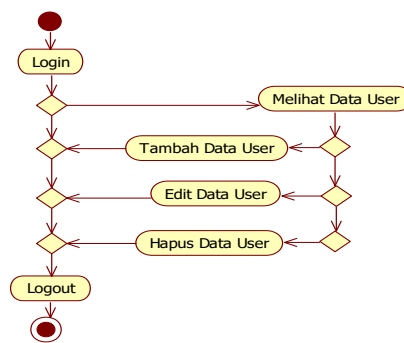 Login
Melihat Data User
Tambah Data User
Edit Data User
Hapus Data User
Logout